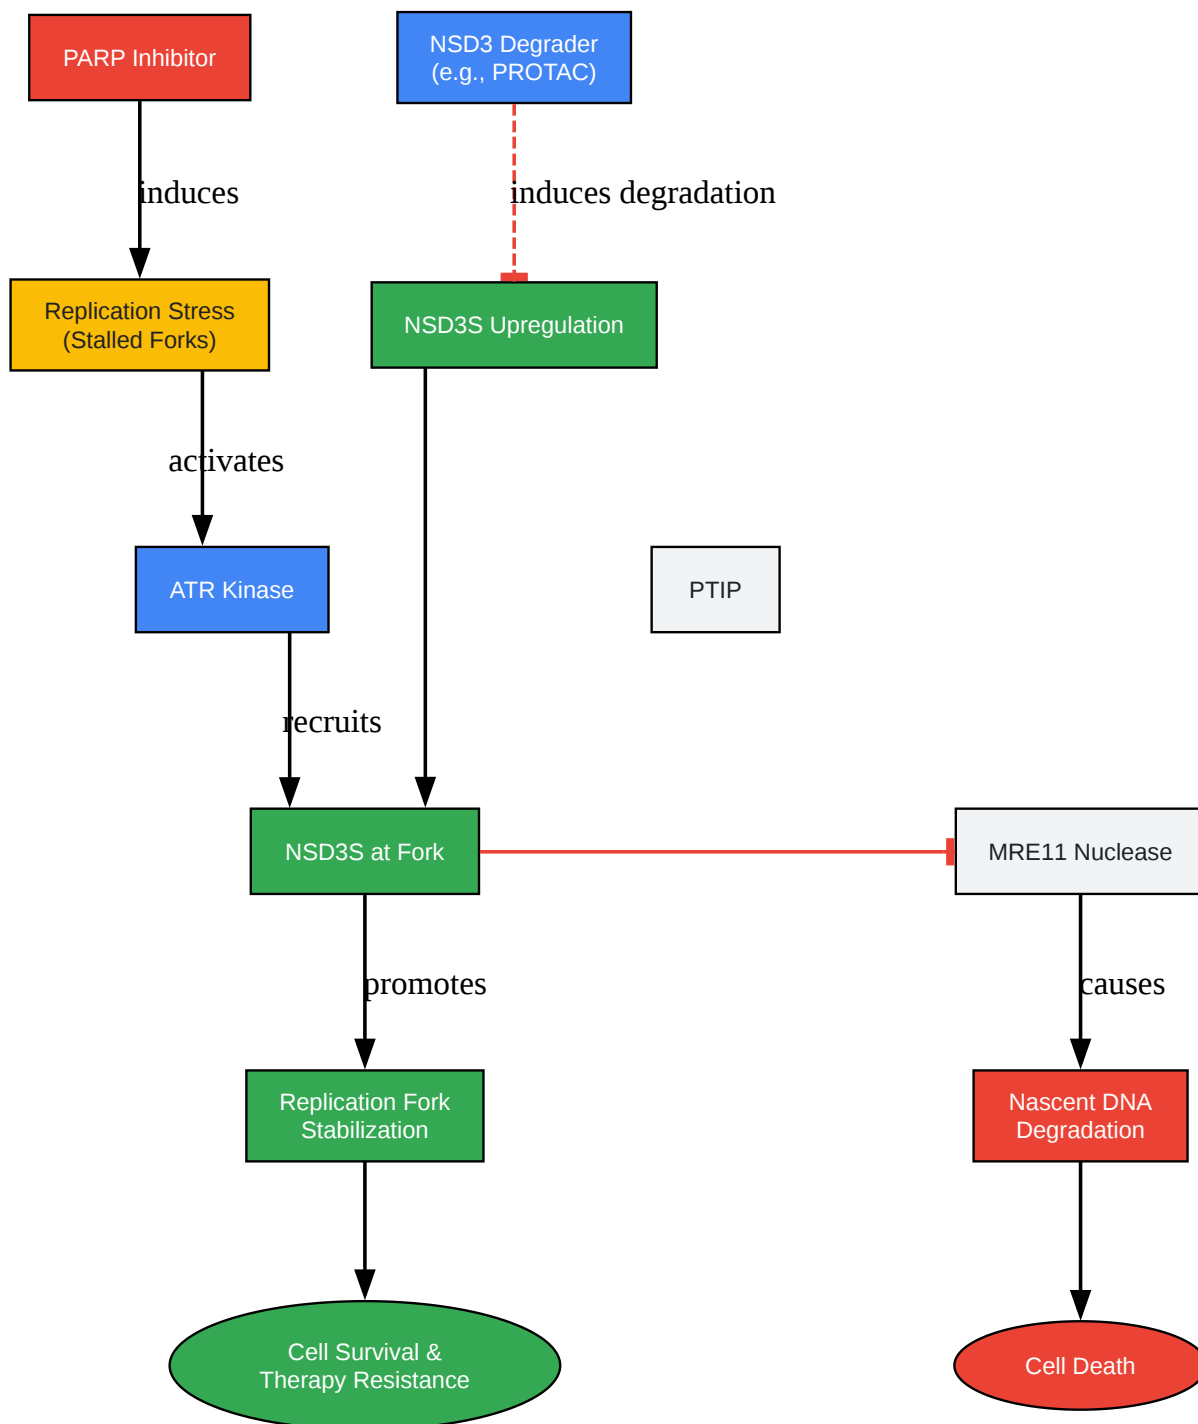 PARP Inhibitor
NSD3 Degrader
(e.g., PROTAC)
induces
induces degradation
Replication Stress
(Stalled Forks)
NSD3S Upregulation
activates
ATR Kinase
PTIP
recruits
NSD3S at Fork
MRE11 Nuclease
promotes
causes
Replication Fork
Stabilization
Nascent DNA
Degradation
Cell Survival &
Therapy Resistance
Cell Death